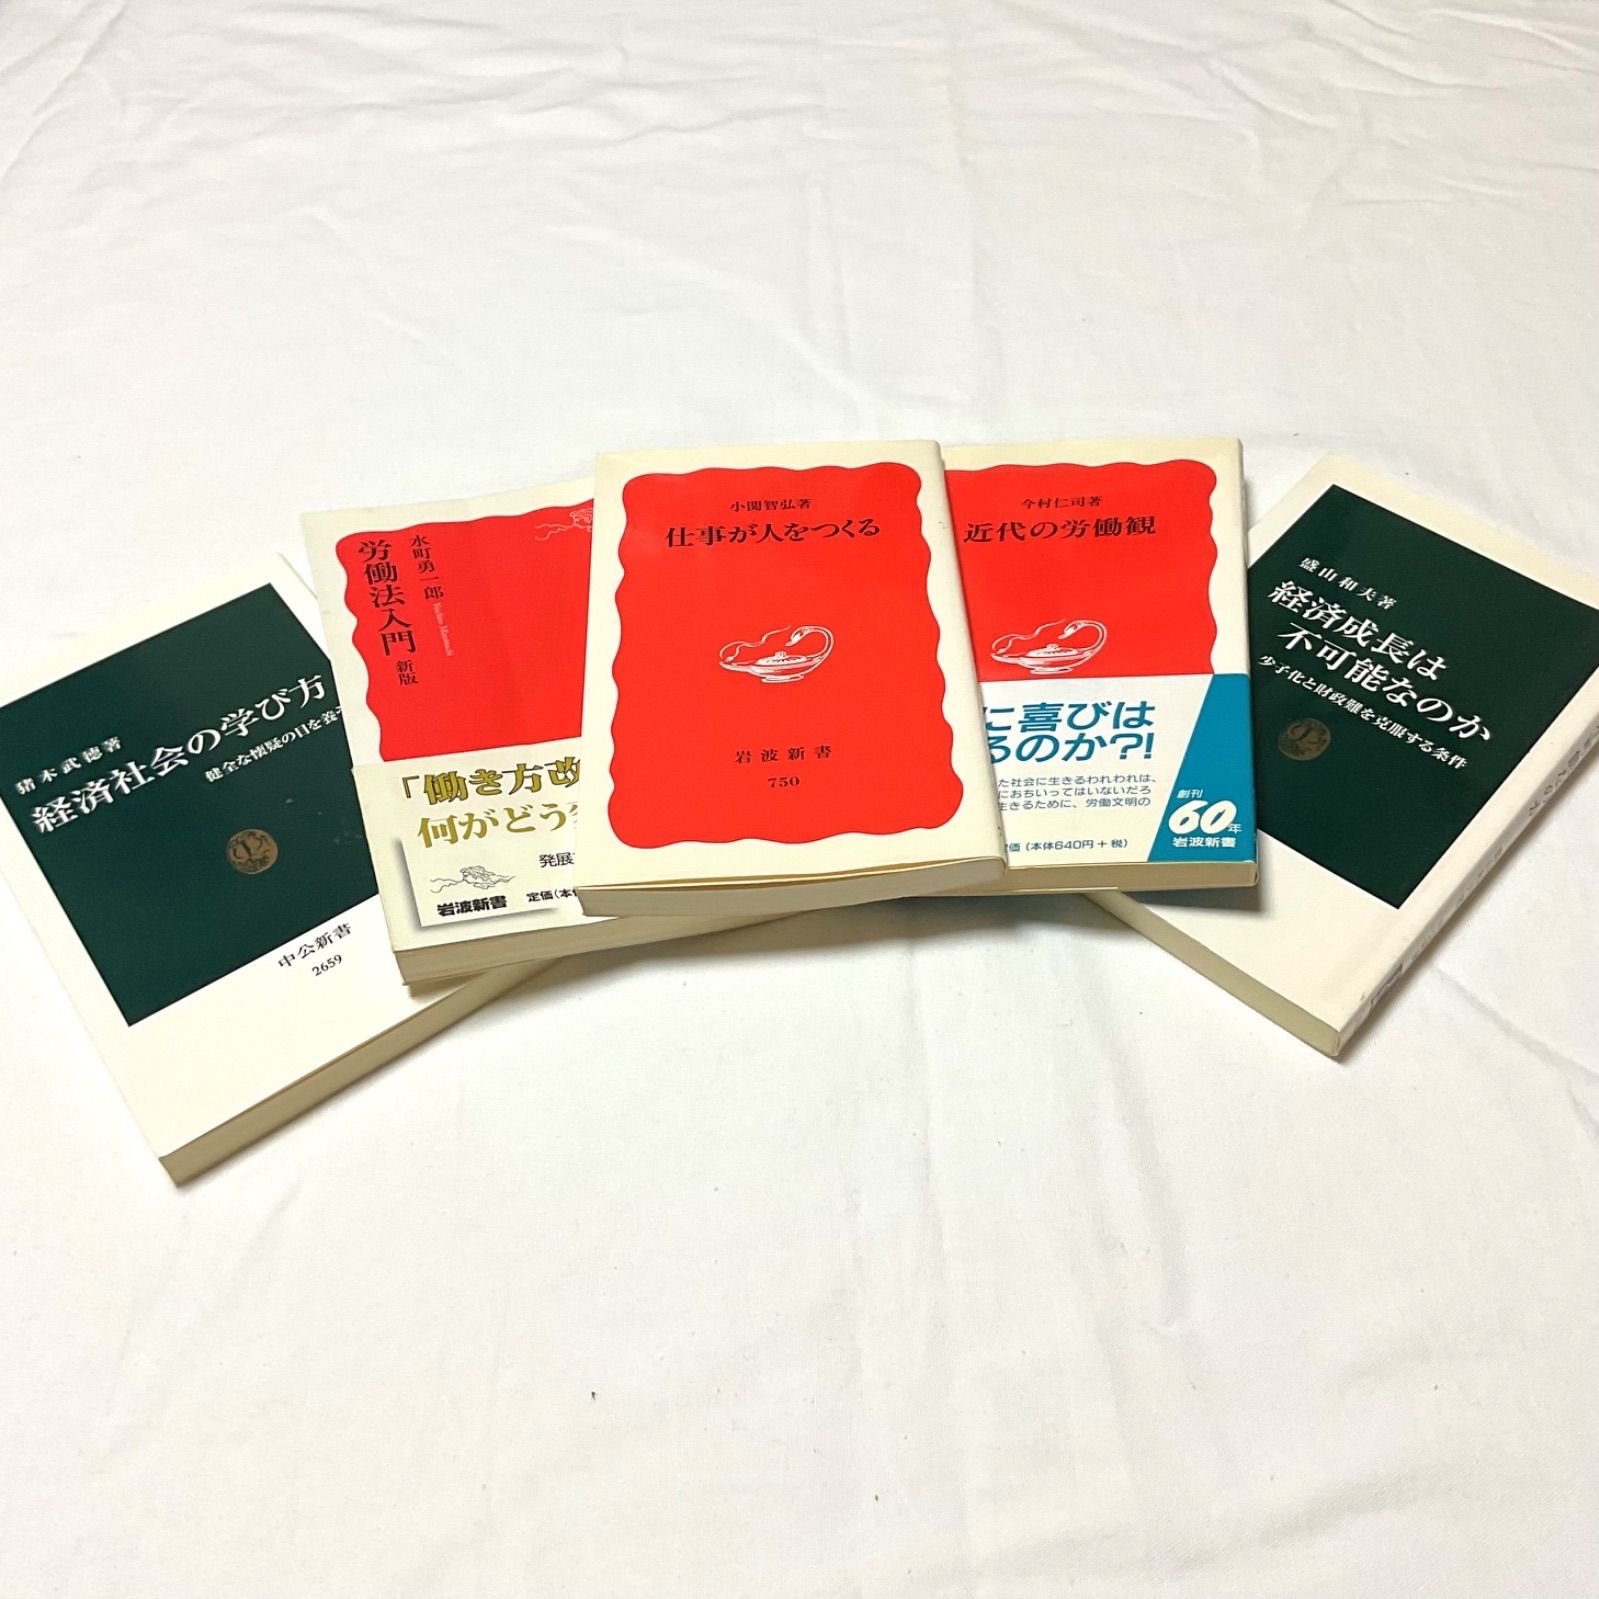 猪木武徳著
経済社会の学び方
健全な懐疑の目を養
中公新書
2659
水町勇一郎
Yuichiro Mizumachi
労働法入門 新版
「働き方改
何がどう
発展
岩波新書
定価(本
小関智弘著
仕事が人をつくる
岩波新書
750
今村仁司著
近代の労働観
に喜びは
るのか?!
た社会に生きるわれわれは、
におちいってはいないだろ
生きるために、労働文明の
定価(本体640円+税)
創刊
60年
岩波新書
盛山和夫著
経済成長は
不可能なのか
少子化と財政難を克服する条件